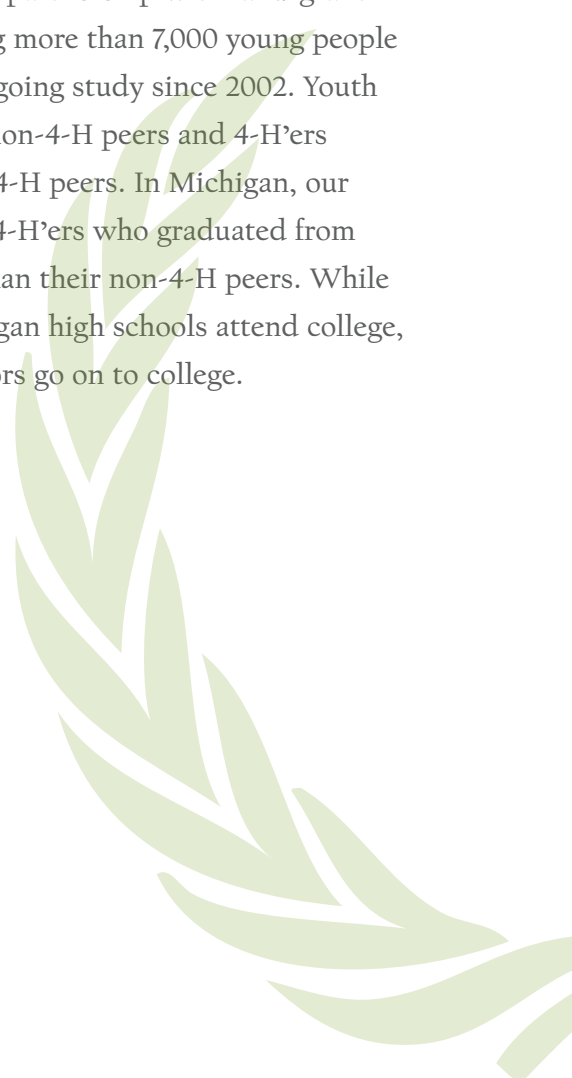 g more than 7,000 young people
going study since 2002. Youth
non-4-H peers and 4-H’ers
4-H peers. In Michigan, our
4-H’ers who graduated from
an their non-4-H peers. While
gan high schools attend college,
ors go on to college.